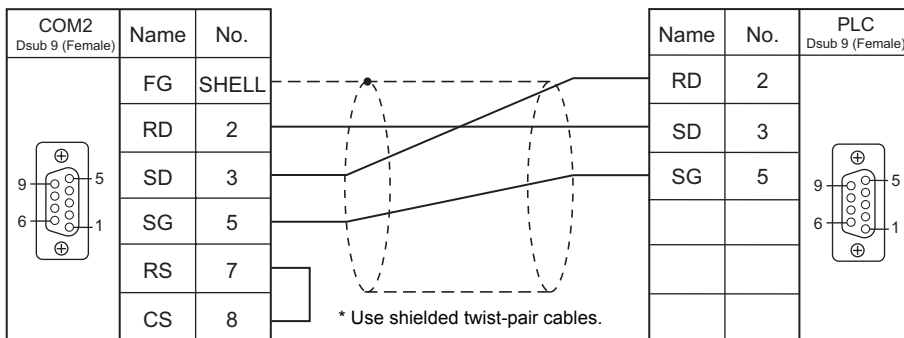 COM2
Dsub 9 (Female)
Name No.
FG SHELL
RD 2
SD 3
SG 5
RS 7
CS 8
9 5
6 1
* Use shielded twist-pair cables.
Name No.
PLC
Dsub 9 (Female)
RD 2
SD 3
SG 5
9 5
6 1